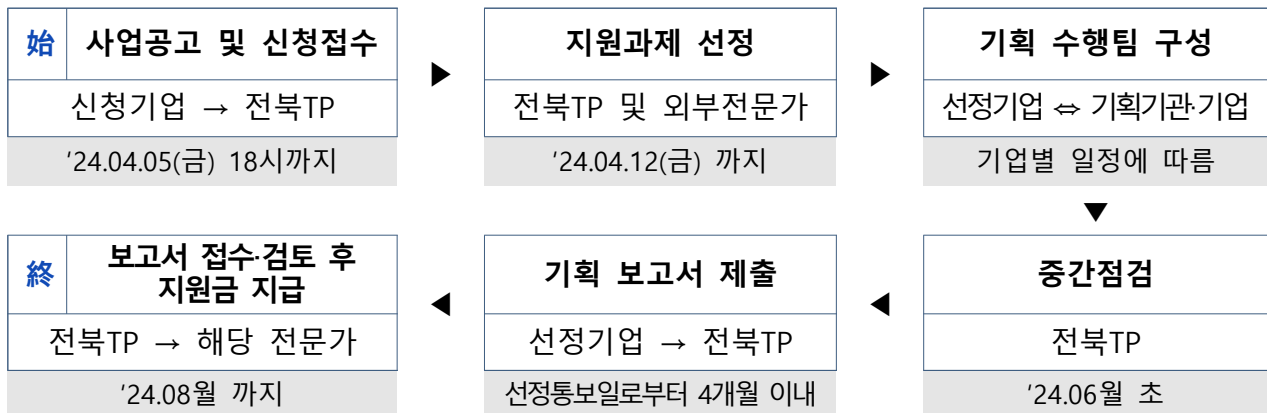 始 사업공고 및 신청접수
신청기업 → 전북TP
'24.04.05(금) 18시까지
▶
지원과제 선정
전북TP 및 외부전문가
'24.04.12(금) 까지
▶
기획 수행팀 구성
선정기업 ⇔ 기획기관·기업
기업별 일정에 따름
▼
중간점검
전북TP
'24.06월 초
◀
기획 보고서 제출
선정기업 → 전북TP
선정통보일로부터 4개월 이내
◀
終 보고서 접수·검토 후
지원금 지급
전북TP → 해당 전문가
'24.08월 까지